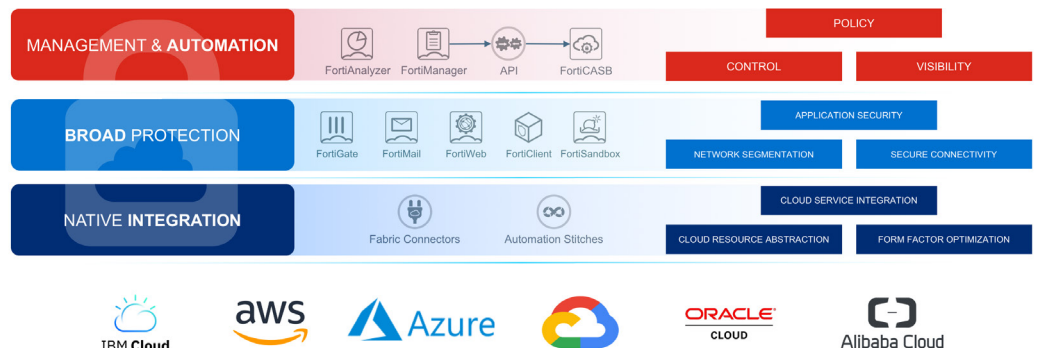 POLICY
MANAGEMENT & AUTOMATION
FortiAnalyzer FortiManager API FortiCASB
CONTROL VISIBILITY
APPLICATION SECURITY
BROAD PROTECTION
FortiGate FortiMail FortiWeb FortiClient FortiSandbox
NETWORK SEGMENTATION SECURE CONNECTIVITY
CLOUD SERVICE INTEGRATION
NATIVE INTEGRATION
Fabric Connectors Automation Stitches
CLOUD RESOURCE ABSTRACTION FORM FACTOR OPTIMIZATION
IBM Cloud
aws
Azure
ORACLE
CLOUD
Alibaba Cloud